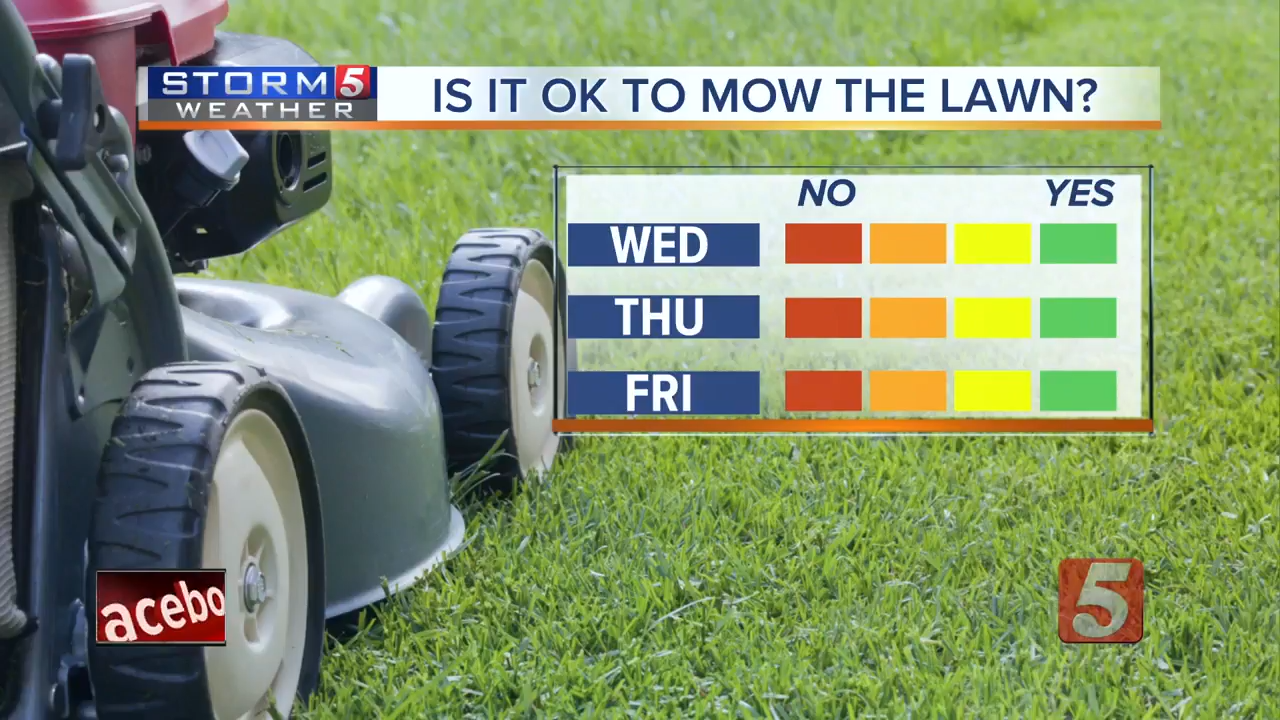 STORM 5
WEATHER
IS IT OK TO MOW THE LAWN?
NO YES
WED
THU
FRI
acebo
5